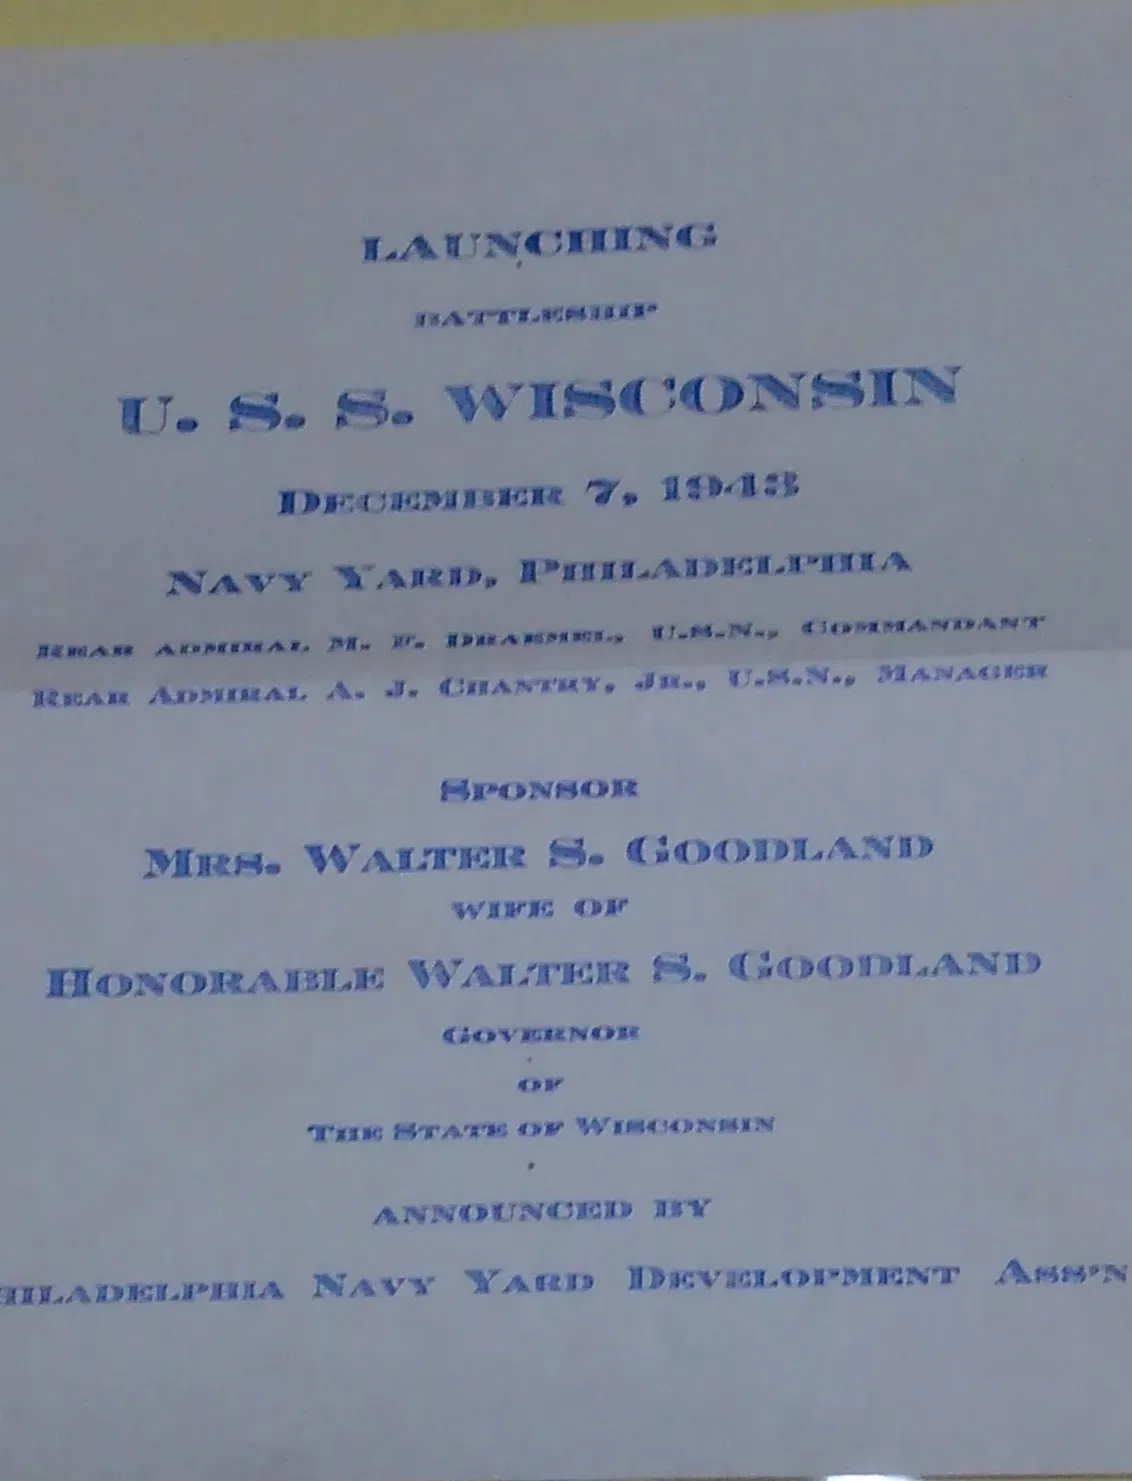 LAUNCHING
BATTLESHIP
U. S. S. WISCONSIN
DECEMBER 7, 1943
NAVY YARD, PHILADELPHIA
REAR ADMIRAL M. F. DRAEMEL, U.S.N., COMMANDANT
REAR ADMIRAL A. J. CHANTRY, JR., U.S.N., MANAGER
SPONSOR
MRS. WALTER S. GOODLAND
WIFE OF
HONORABLE WALTER S. GOODLAND
GOVERNOR
OF
THE STATE OF WISCONSIN
ANNOUNCED BY
HILADELPHIA NAVY YARD DEVELOPMENT ASS'N